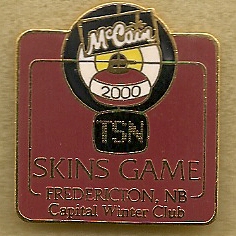 McCain
2000
TSN
SKINS GAME
FREDERICTON, NB
Capital Winter Club